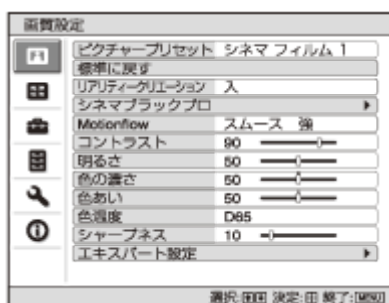 画質設定
ピクチャープリセット シネマ フィルム 1
標準に戻す
リアリティークリエーション 入
シネマブラックプロ
Motionflow スムース 強
コントラスト 90
明るさ 50
色の濃さ 50
色あい 50
色温度 D65
シャープネス 10
エキスパート設定
選択: 決定: 終了:MENU